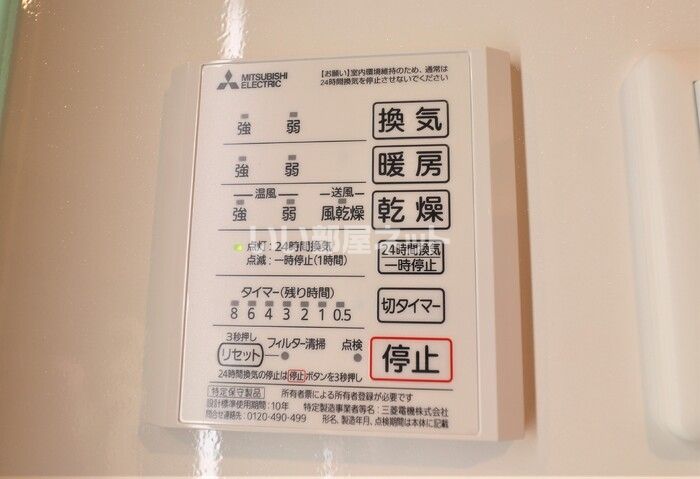 MITSUBISHI
ELECTRIC
【お願い】室内環境維持のため、通常は
24時間換気を停止させないでください
強 弱 換気
強 弱 暖房
温風 送風
強 弱 風乾燥 乾燥
点灯:24時間換気
点滅:一時停止(1時間)
24時間換気
一時停止
いい部屋ネット
タイマー(残り時間)
8 6 4 3 2 1 0.5
切タイマー
3秒押し
リセット フィルター清掃 点検
停止
24時間換気の停止は停止ボタンを3秒押し
特定保守製品 所有者票による所有者登録が必要です
設計標準使用期間:10年 特定製造事業者等名:三菱電機株式会社
問合せ連絡先:0120-490-499 形名、製造年月、点検期間は本体に記載